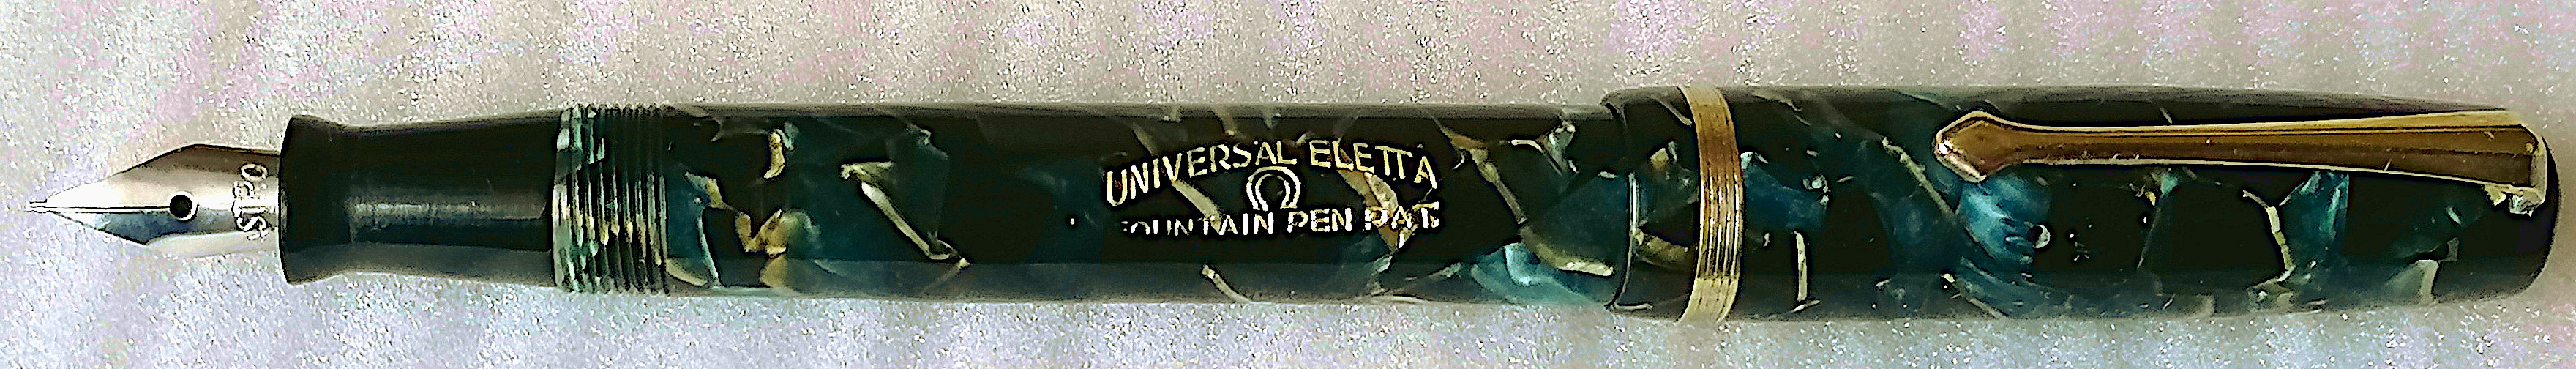 UNIVERSAL ELETTA
Ω
FOUNTAIN PEN PAT